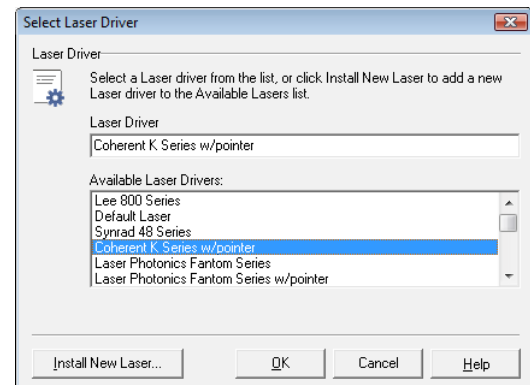 Select Laser Driver
Laser Driver
Select a Laser driver from the list, or click Install New Laser to add a new
Laser driver to the Available Lasers list.
Laser Driver
Coherent K Series w/pointer
Available Laser Drivers:
Lee 800 Series
Default Laser
Synrad 48 Series
Coherent K Series w/pointer
Laser Photonics Fantom Series
Laser Photonics Fantom Series w/pointer
Install New Laser... OK Cancel Help